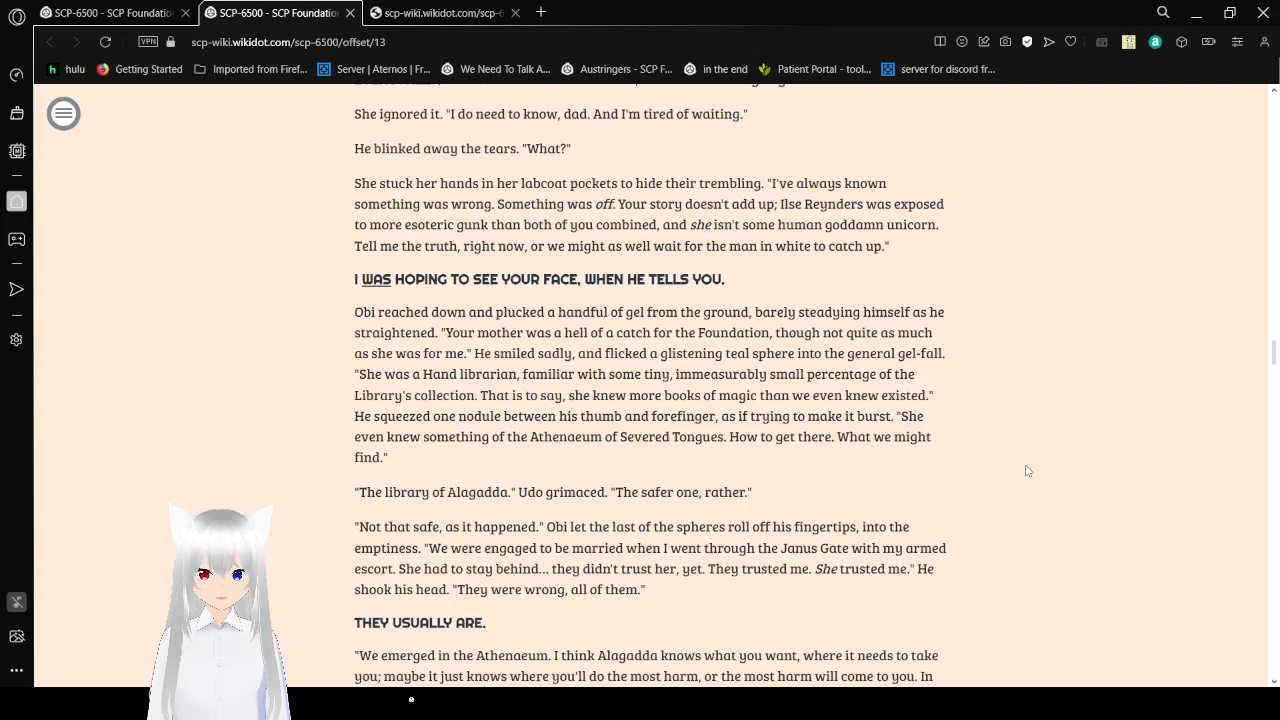 SCP-6500 - SCP Foundatio
SCP-6500 - SCP Foundatio
scp-wiki.wikidot.com/scp-6
VPN
scp-wiki.wikidot.com/scp-6500/offset/13
hulu
Getting Started
Imported from Firef...
Server | Aternos | Fr...
We Need To Talk A...
Austringers - SCP F...
in the end
Patient Portal - tool...
server for discord fr...
She ignored it. "I do need to know, dad. And I'm tired of waiting."
He blinked away the tears. "What?"
She stuck her hands in her labcoat pockets to hide their trembling. "I've always known
something was wrong. Something was off. Your story doesn't add up; Ilse Reynders was exposed
to more esoteric gunk than both of you combined, and she isn't some human goddamn unicorn.
Tell me the truth, right now, or we might as well wait for the man in white to catch up."
I WAS HOPING TO SEE YOUR FACE, WHEN HE TELLS YOU.
Obi reached down and plucked a handful of gel from the ground, barely steadying himself as he
straightened. "Your mother was a hell of a catch for the Foundation, though not quite as much
as she was for me." He smiled sadly, and flicked a glistening teal sphere into the general gel-fall.
"She was a Hand librarian, familiar with some tiny, immeasurably small percentage of the
Library's collection. That is to say, she knew more books of magic than we even knew existed."
He squeezed one nodule between his thumb and forefinger, as if trying to make it burst. "She
even knew something of the Athenaeum of Severed Tongues. How to get there. What we might
find."
"The library of Alagadda." Udo grimaced. "The safer one, rather."
"Not that safe, as it happened." Obi let the last of the spheres roll off his fingertips, into the
emptiness. "We were engaged to be married when I went through the Janus Gate with my armed
escort. She had to stay behind... they didn't trust her, yet. They trusted me. She trusted me." He
shook his head. "They were wrong, all of them."
THEY USUALLY ARE.
"We emerged in the Athenaeum. I think Alagadda knows what you want, where it needs to take
you; maybe it just knows where you'll do the most harm, or the most harm will come to you. In